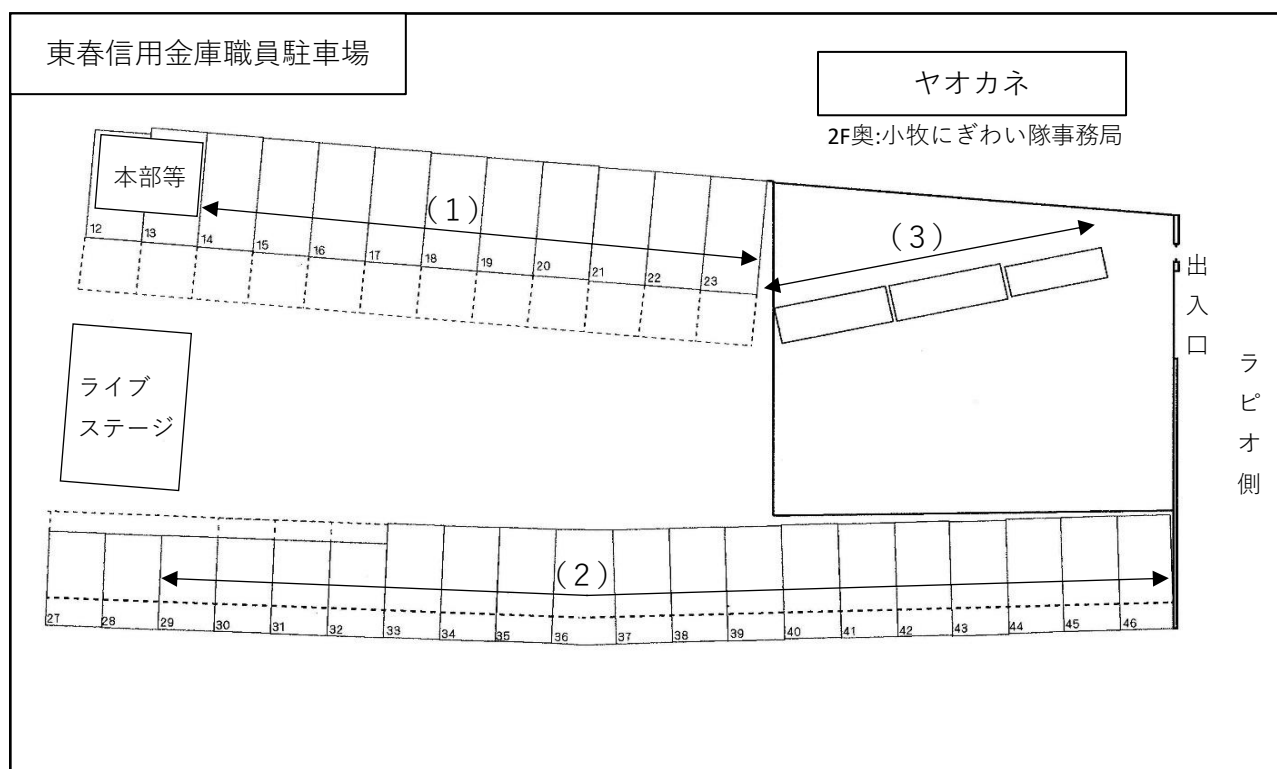 東春信用金庫職員駐車場
ヤオカネ
2F奥:小牧にぎわい隊事務局
本部等
(1)
(3)
12 13 14 15 16 17 18 19 20 21 22 23
出入口
ラピオ側
ライブ
ステージ
(2)
27 28 29 30 31 32 33 34 35 36 37 38 39 40 41 42 43 44 45 46